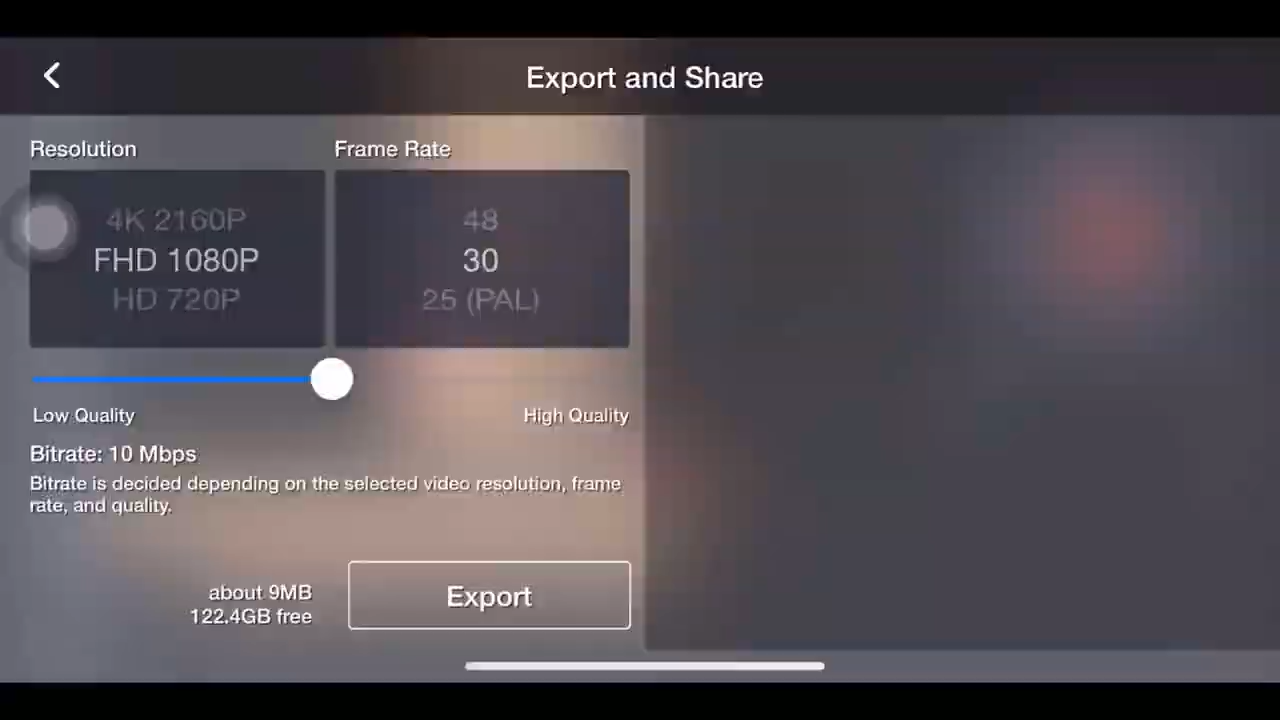 Export and Share
Resolution
Frame Rate
4K 2160P
FHD 1080P
HD 720P
48
30
25 (PAL)
Low Quality
High Quality
Bitrate: 10 Mbps
Bitrate is decided depending on the selected video resolution, frame
rate, and quality.
about 9MB
122.4GB free
Export